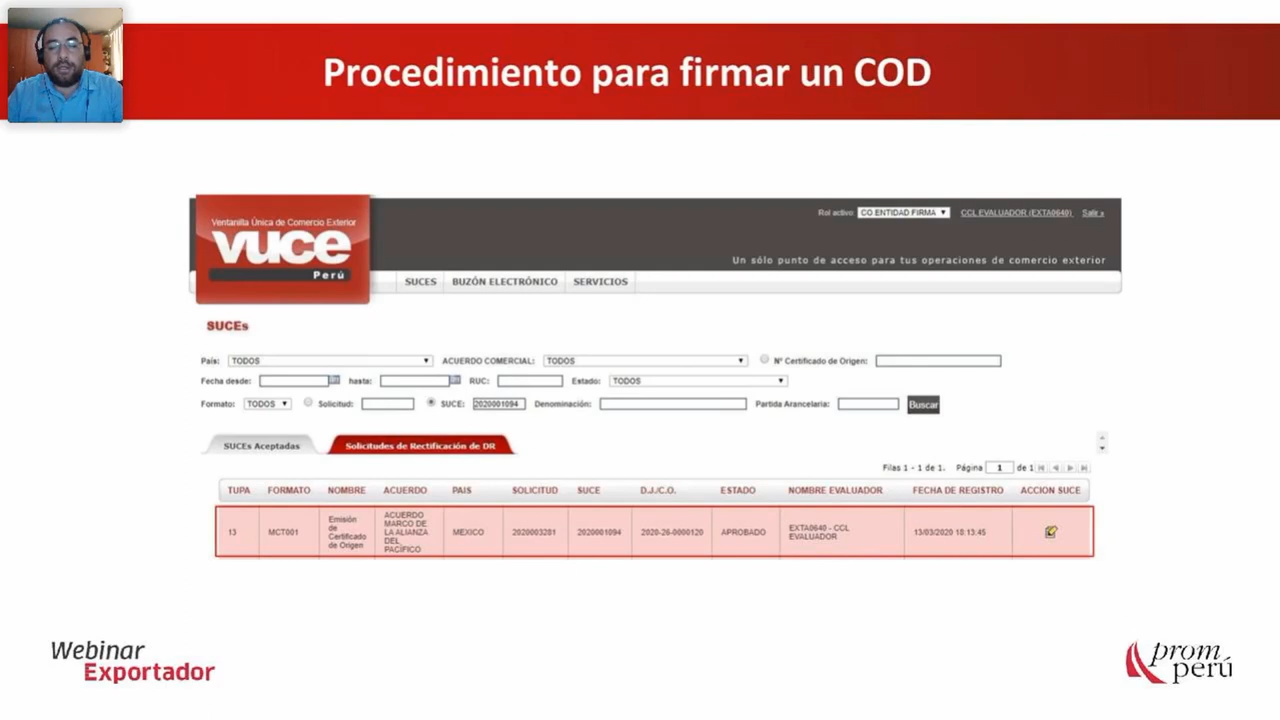 Procedimiento para firmar un COD
Ventanilla Única de Comercio Exterior
vuce
Perú
Rol activo: CO.ENTIDAD.FIRMA CCL EVALUADOR (EXTA0640) Salir »
Un sólo punto de acceso para tus operaciones de comercio exterior
SUCES BUZÓN ELECTRÓNICO SERVICIOS
SUCEs
País: TODOS ACUERDO COMERCIAL: TODOS N° Certificado de Origen:
Fecha desde: hasta: RUC: Estado: TODOS
Formato: TODOS Solicitud: SUCE: 2020001094 Denominación: Partida Arancelaria: Buscar
SUCEs Aceptadas Solicitudes de Rectificación de DR
Filas 1 - 1 de 1. Página 1 de 1
TUPA FORMATO NOMBRE ACUERDO PAIS SOLICITUD SUCE D.J./C.O. ESTADO NOMBRE EVALUADOR FECHA DE REGISTRO ACCION SUCE
13 MCT001 Emisión de Certificado de Origen ACUERDO MARCO DE LA ALIANZA DEL PACÍFICO MEXICO 2020003281 2020001094 2020-26-0000120 APROBADO EXTA0640 - CCL EVALUADOR 13/03/2020 18:13:45
Webinar
Exportador
prom
perú